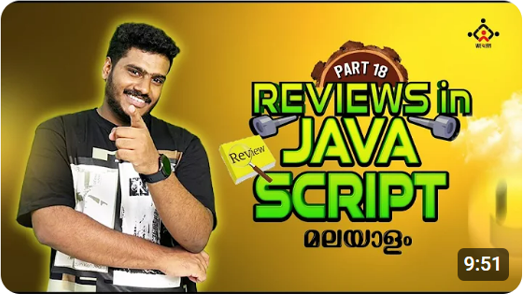 PART 18
REVIEWS in
JAVA
SCRIPT
Review
മലയാളം
9:51